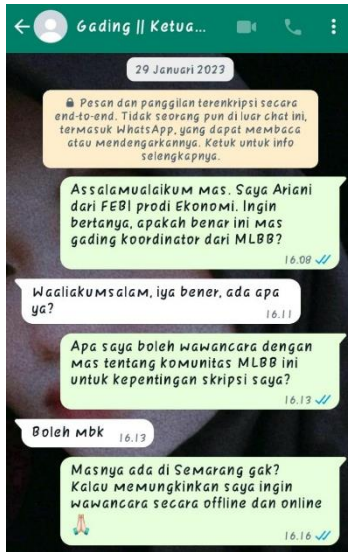 Gading || Ketua...
29 Januari 2023
Pesan dan panggilan terenkripsi secara
end-to-end. Tidak seorang pun di luar chat ini,
termasuk WhatsApp, yang dapat membaca
atau mendengarkannya. Ketuk untuk info
selengkapnya.
Assalamualaikum mas. Saya Ariani
dari FEBI prodi Ekonomi. Ingin
bertanya, apakah benar ini mas
gading koordinator dari MLBB?
16.08
Waaliakumsalam, iya bener, ada apa
ya?
16.11
Apa saya boleh wawancara dengan
mas tentang komunitas MLBB ini
untuk kepentingan skripsi saya?
16.13
Boleh mbk 16.13
Masnya ada di Semarang gak?
Kalau memungkinkan saya ingin
wawancara secara offline dan online
🙏
16.16